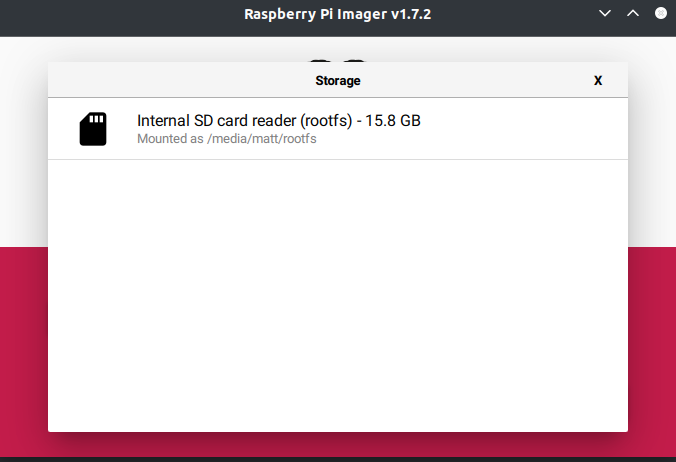 Raspberry Pi Imager v1.7.2
Storage
X
Internal SD card reader (rootfs) - 15.8 GB
Mounted as /media/matt/rootfs